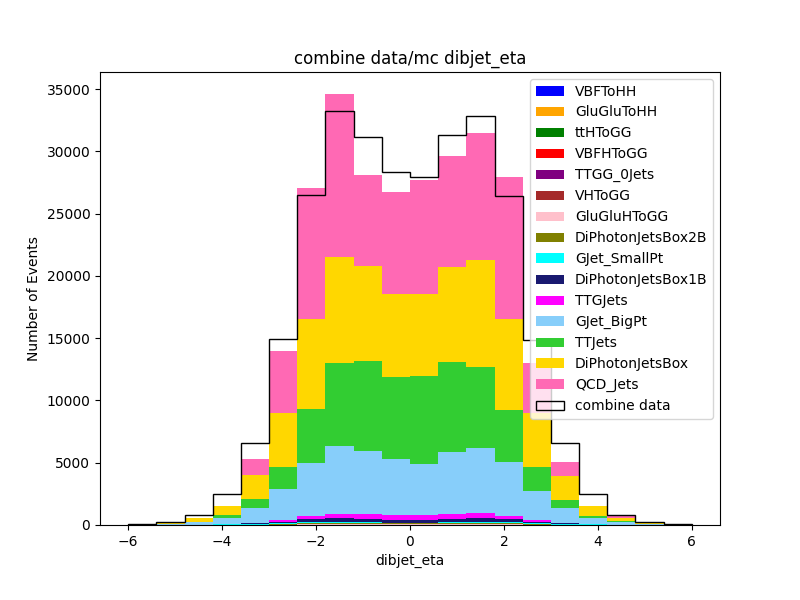 combine data/mc dibjet_eta
Number of Events
35000
30000
25000
20000
15000
10000
5000
0
−6
−4
−2
0
2
4
6
dibjet_eta
VBFToHH
GluGluToHH
ttHToGG
VBFHToGG
TTGG_0Jets
VHToGG
GluGluHToGG
DiPhotonJetsBox2B
GJet_SmallPt
DiPhotonJetsBox1B
TTGJets
GJet_BigPt
TTJets
DiPhotonJetsBox
QCD_Jets
combine data